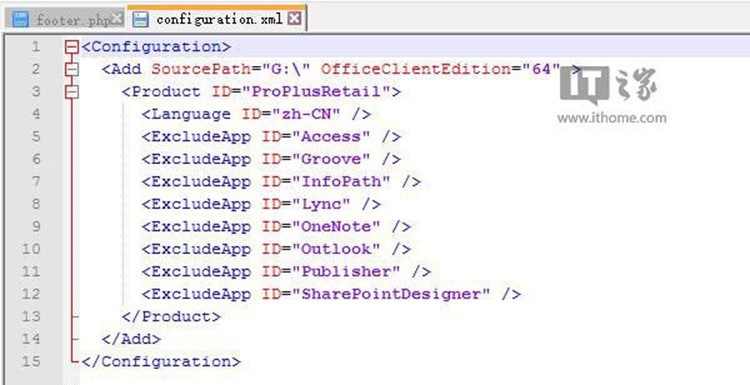 footer.php configuration.xml
1 <Configuration>
2 <Add SourcePath="G:\" OfficeClientEdition="64" >
3 <Product ID="ProPlusRetail">
4 <Language ID="zh-CN" />
5 <ExcludeApp ID="Access" />
6 <ExcludeApp ID="Groove" />
7 <ExcludeApp ID="InfoPath" />
8 <ExcludeApp ID="Lync" />
9 <ExcludeApp ID="OneNote" />
10 <ExcludeApp ID="Outlook" />
11 <ExcludeApp ID="Publisher" />
12 <ExcludeApp ID="SharePointDesigner" />
13 </Product>
14 </Add>
15 </Configuration>
IT之家
www.ithome.com